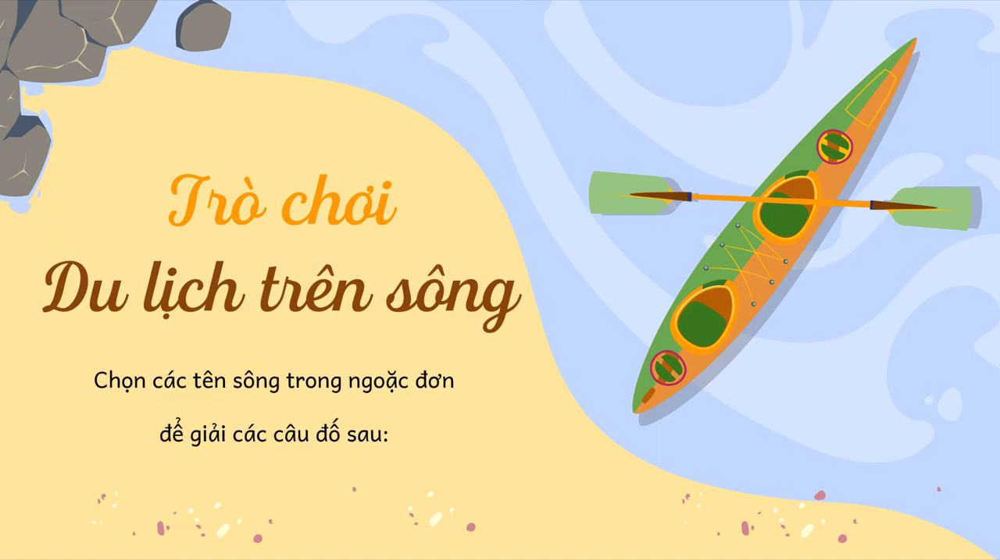 Trò chơi
Du lịch trên sông
Chọn các tên sông trong ngoặc đơn
để giải các câu đố sau: